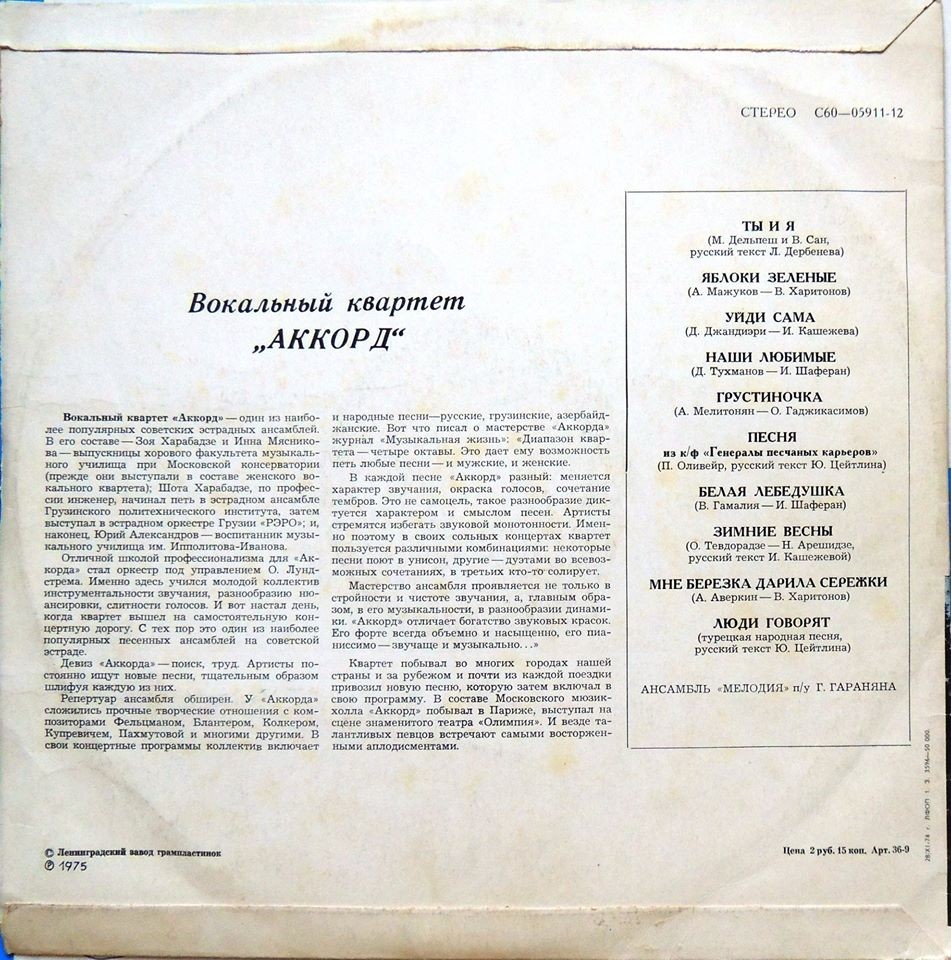 СТЕРЕО С60—05911-12
Вокальный квартет
„АККОРД“
Вокальный квартет «Аккорд» — один из наибо-
лее популярных советских эстрадных ансамблей.
В его составе — Зоя Харабадзе и Инна Мяснико-
ва — выпускницы хорового факультета музыкаль-
ного училища при Московской консерватории
(прежде они выступали в составе женского во-
кального квартета); Шота Харабадзе, по профес-
сии инженер, начинал петь в эстрадном ансамбле
Грузинского политехнического института, затем
выступал в эстрадном оркестре Грузии «РЭРО»; и,
наконец, Юрий Александров — воспитанник музы-
кального училища им. Ипполитова-Иванова.
Отличной школой профессионализма для «Ак-
корда» стал оркестр под управлением О. Лунд-
стрема. Именно здесь учился молодой коллектив
инструментальности звучания, разнообразию ню-
ансировки, слитности голосов. И вот настал день,
когда квартет вышел на самостоятельную кон-
цертную дорогу. С тех пор это один из наиболее
популярных песенных ансамблей на советской
эстраде.
Девиз «Аккорда» — поиск, труд. Артисты по-
стоянно ищут новые песни, тщательным образом
шлифуя каждую из них.
Репертуар ансамбля обширен. У «Аккорда»
сложились прочные творческие отношения с ком-
позиторами Фельцманом, Блантером, Колкером,
Купревичем, Пахмутовой и многими другими. В
свои концертные программы коллектив включает
и народные песни—русские, грузинские, азербайд-
жанские. Вот что писал о мастерстве «Аккорда»
журнал «Музыкальная жизнь»: «Диапазон квар-
тета — четыре октавы. Это дает ему возможность
петь любые песни — и мужские, и женские.
В каждой песне «Аккорд» разный: меняется
характер звучания, окраска голосов, сочетание
тембров. Это не самоцель, такое разнообразие дик-
туется характером и смыслом песен. Артисты
стремятся избегать звуковой монотонности. Имен-
но поэтому в своих сольных концертах квартет
пользуется различными комбинациями: некоторые
песни поют в унисон, другие — дуэтами во всевоз-
можных сочетаниях, в третьих кто-то солирует.
Мастерство ансамбля проявляется не только в
стройности и чистоте звучания, а, главным обра-
зом, в его музыкальности, в разнообразии динами-
ки. «Аккорд» отличает богатство звуковых красок.
Его форте всегда объемно и насыщенно, его пиа-
ниссимо — звучаще и музыкально...»
Квартет побывал во многих городах нашей
страны и за рубежом и почти из каждой поездки
привозил новую песню, которую затем включал в
свою программу. В составе Московского мюзик-
холла «Аккорд» побывал в Париже, выступал на
сцене знаменитого театра «Олимпия». И везде та-
лантливых певцов встречают самыми восторжен-
ными аплодисментами.
ТЫ И Я
(М. Дельпеш и В. Сан,
русский текст Л. Дербенева)
ЯБЛОКИ ЗЕЛЕНЫЕ
(А. Мажуков — В. Харитонов)
УЙДИ САМА
(Д. Джандиэри — И. Кашежева)
НАШИ ЛЮБИМЫЕ
(Д. Тухманов — И. Шаферан)
ГРУСТИНОЧКА
(А. Мелитонян — О. Гаджикасимов)
ПЕСНЯ
из к/ф «Генералы песчаных карьеров»
(П. Оливейр, русский текст Ю. Цейтлина)
БЕЛАЯ ЛЕБЕДУШКА
(В. Гамалия — И. Шаферан)
ЗИМНИЕ ВЕСНЫ
(О. Тевдорадзе — Н. Арешидзе,
русский текст И. Кашежевой)
МНЕ БЕРЕЗКА ДАРИЛА СЕРЕЖКИ
(А. Аверкин — В. Харитонов)
ЛЮДИ ГОВОРЯТ
(турецкая народная песня,
русский текст Ю. Цейтлина)
АНСАМБЛЬ «МЕЛОДИЯ» п/у Г. ГАРАНЯНА
© Ленинградский завод грампластинок
℗ 1975
Цена 2 руб. 15 коп. Арт. 36-9
28/XI-74 г. ЛФОП т. З. 3596—50 000.